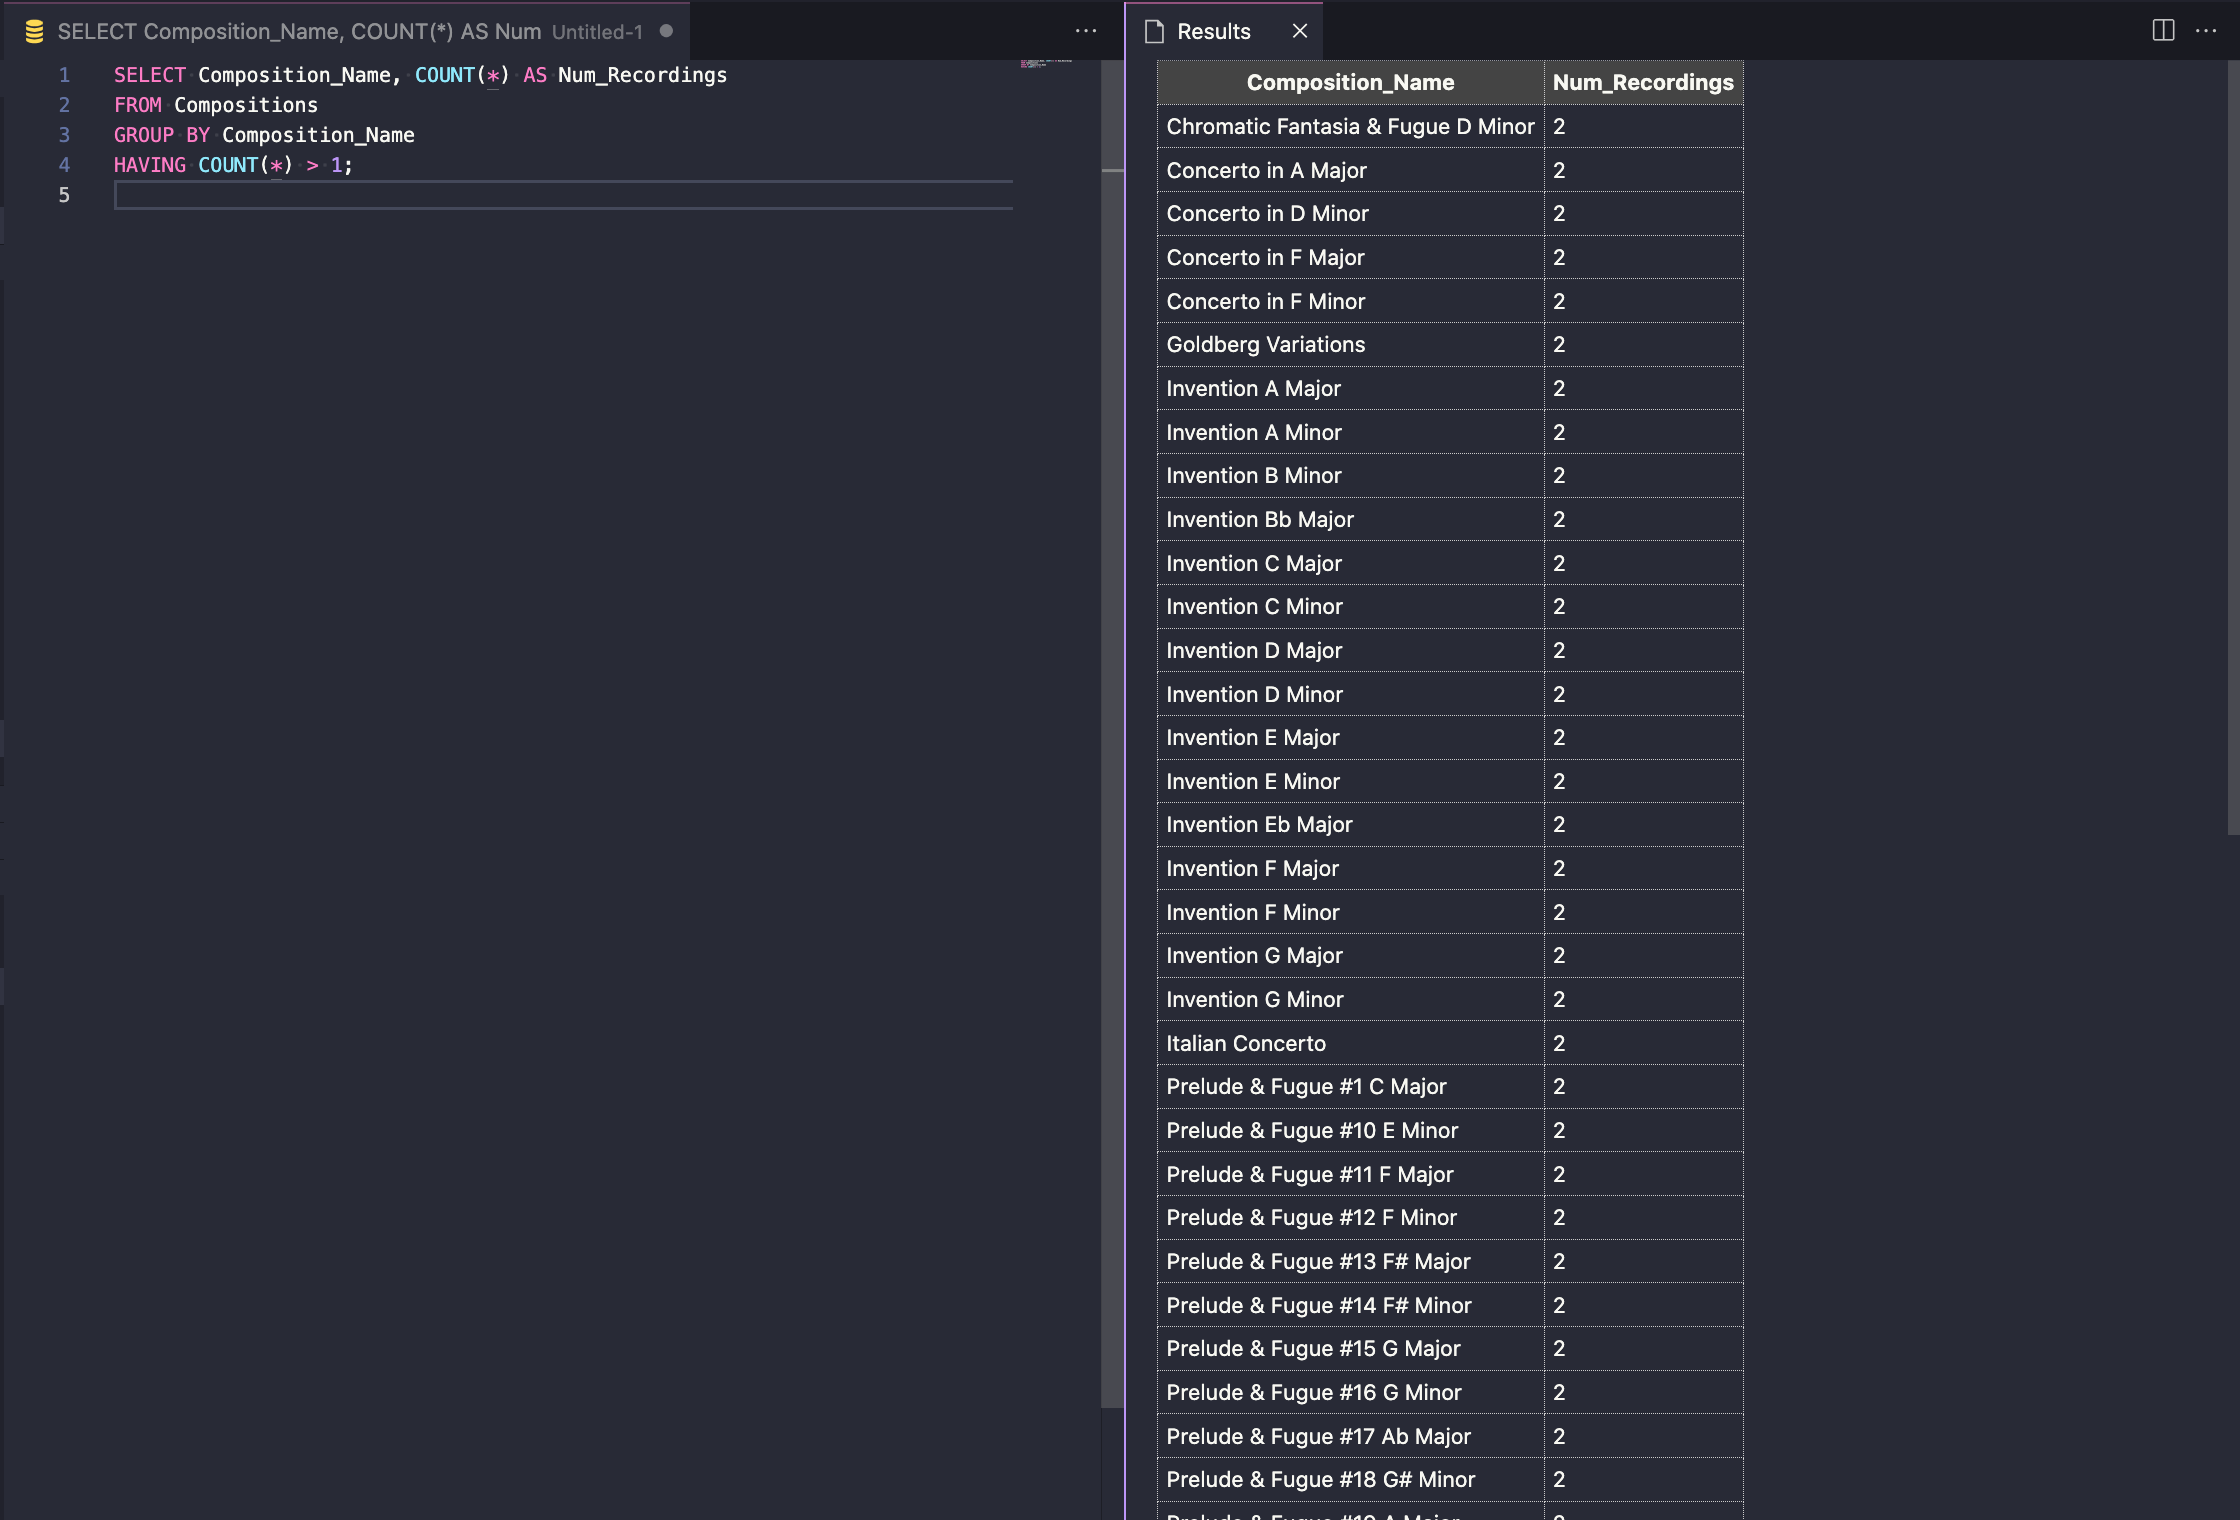 SELECT Composition_Name, COUNT(*) AS Num Untitled-1
1 SELECT Composition_Name, COUNT(*) AS Num_Recordings
2 FROM Compositions
3 GROUP BY Composition_Name
4 HAVING COUNT(*) > 1;
5
Results
Composition_Name Num_Recordings
Chromatic Fantasia & Fugue D Minor 2
Concerto in A Major 2
Concerto in D Minor 2
Concerto in F Major 2
Concerto in F Minor 2
Goldberg Variations 2
Invention A Major 2
Invention A Minor 2
Invention B Minor 2
Invention Bb Major 2
Invention C Major 2
Invention C Minor 2
Invention D Major 2
Invention D Minor 2
Invention E Major 2
Invention E Minor 2
Invention Eb Major 2
Invention F Major 2
Invention F Minor 2
Invention G Major 2
Invention G Minor 2
Italian Concerto 2
Prelude & Fugue #1 C Major 2
Prelude & Fugue #10 E Minor 2
Prelude & Fugue #11 F Major 2
Prelude & Fugue #12 F Minor 2
Prelude & Fugue #13 F# Major 2
Prelude & Fugue #14 F# Minor 2
Prelude & Fugue #15 G Major 2
Prelude & Fugue #16 G Minor 2
Prelude & Fugue #17 Ab Major 2
Prelude & Fugue #18 G# Minor 2
Prelude & Fugue #19 A Major 2